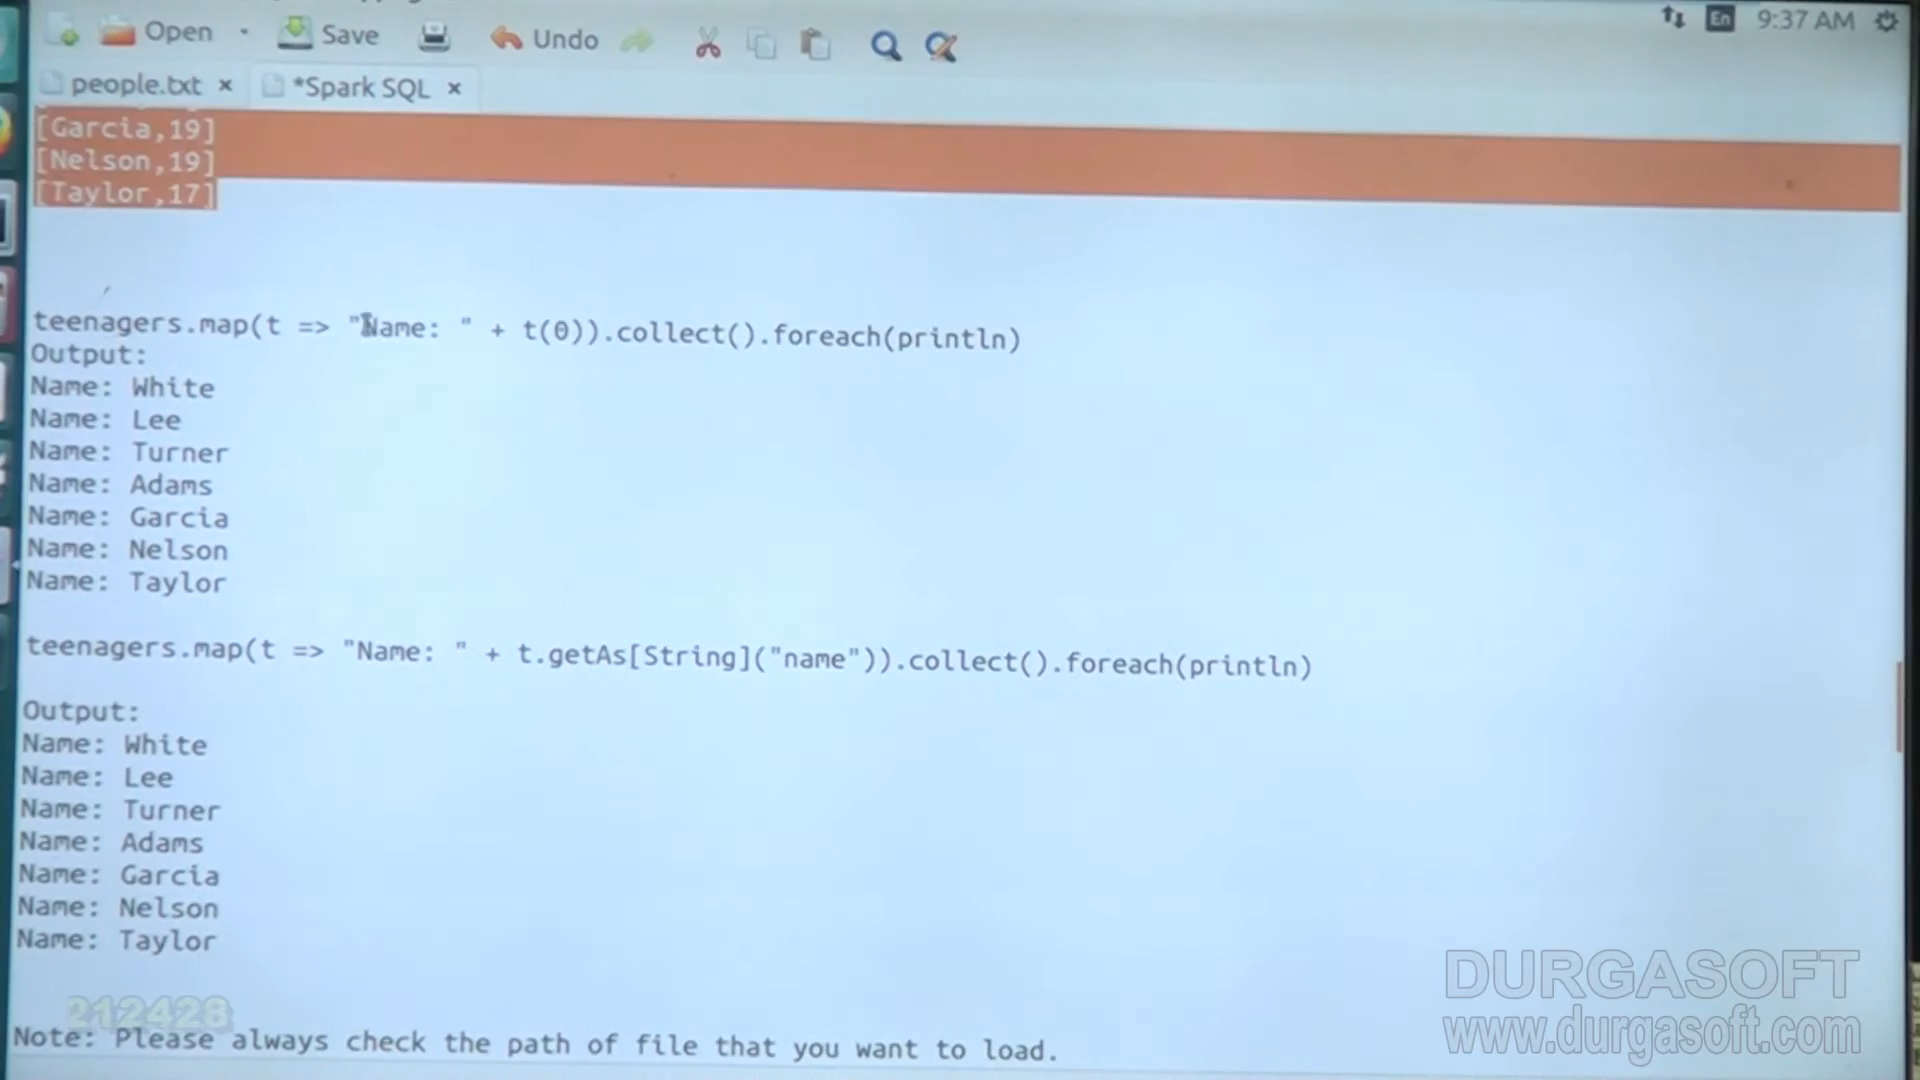 Open Save Undo 9:37 AM
En
people.txt × *Spark SQL ×
[Garcia,19]
[Nelson,19]
[Taylor,17]
teenagers.map(t => "Name: " + t(0)).collect().foreach(println)
Output:
Name: White
Name: Lee
Name: Turner
Name: Adams
Name: Garcia
Name: Nelson
Name: Taylor
teenagers.map(t => "Name: " + t.getAs[String]("name")).collect().foreach(println)
Output:
Name: White
Name: Lee
Name: Turner
Name: Adams
Name: Garcia
Name: Nelson
Name: Taylor
212428
Note: Please always check the path of file that you want to load.
DURGASOFT
www.durgasoft.com